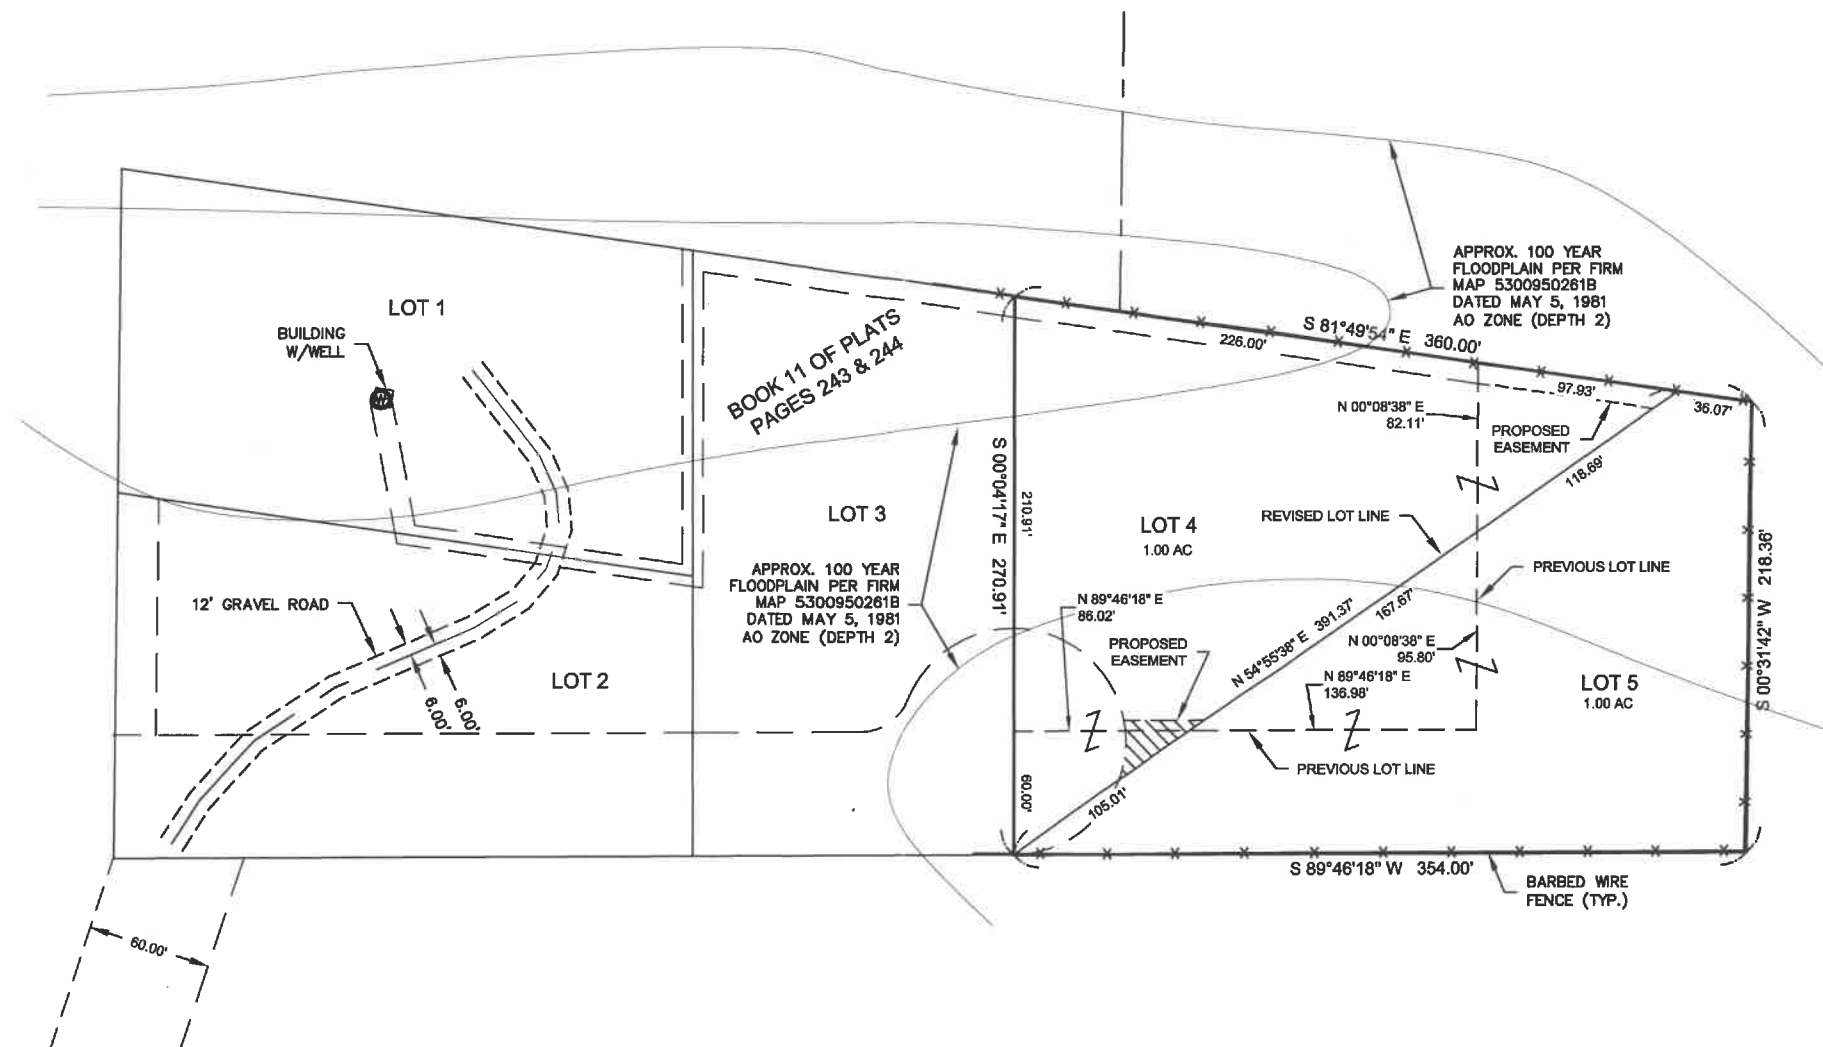 LOT 1
BUILDING
W/WELL
BOOK 11 OF PLATS
PAGES 243 & 244
APPROX. 100 YEAR
FLOODPLAIN PER FIRM
MAP 5300950261B
DATED MAY 5, 1981
AO ZONE (DEPTH 2)
S 81°49'54" E 360.00'
226.00'
97.93'
36.07'
N 00°08'38" E
82.11'
PROPOSED
EASEMENT
118.69'
S 00°04'17" E 270.91'
210.91'
LOT 3
LOT 4
1.00 AC
REVISED LOT LINE
PREVIOUS LOT LINE
S 00°31'42" W 218.36'
APPROX. 100 YEAR
FLOODPLAIN PER FIRM
MAP 5300950261B
DATED MAY 5, 1981
AO ZONE (DEPTH 2)
N 89°46'18" E
86.02'
12' GRAVEL ROAD
N 54°55'38" E 391.37'
167.67'
N 00°08'38" E
95.80'
PROPOSED
EASEMENT
N 89°46'18" E
136.98'
LOT 2
LOT 5
1.00 AC
6.00'
6.00'
PREVIOUS LOT LINE
60.00'
105.01'
S 89°46'18" W 354.00'
BARBED WIRE
FENCE (TYP.)
60.00'